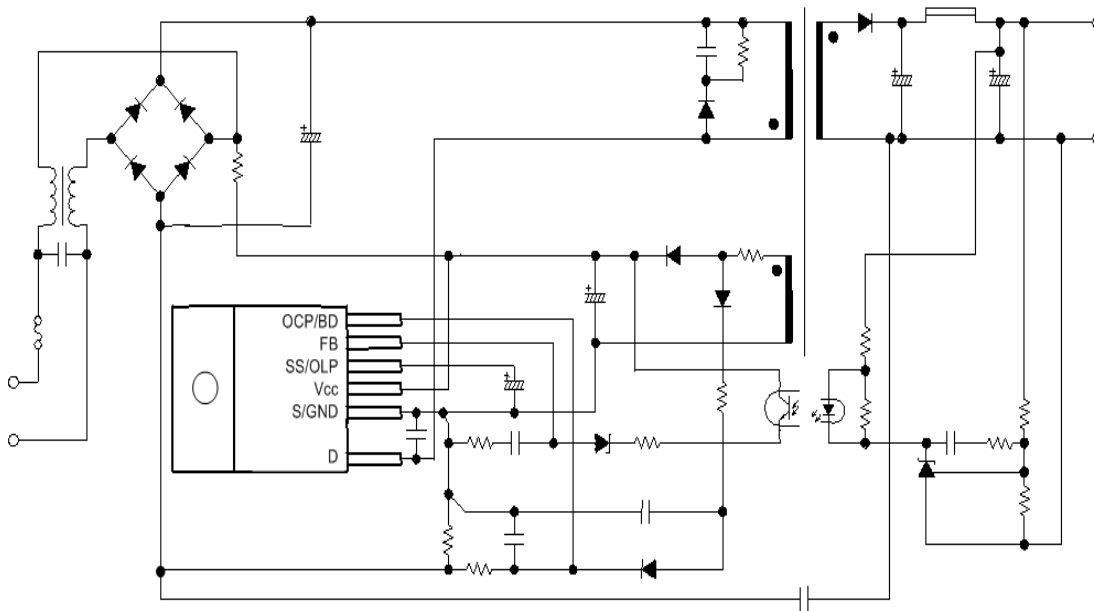 OCP/BD
FB
SS/OLP
Vcc
S/GND
D